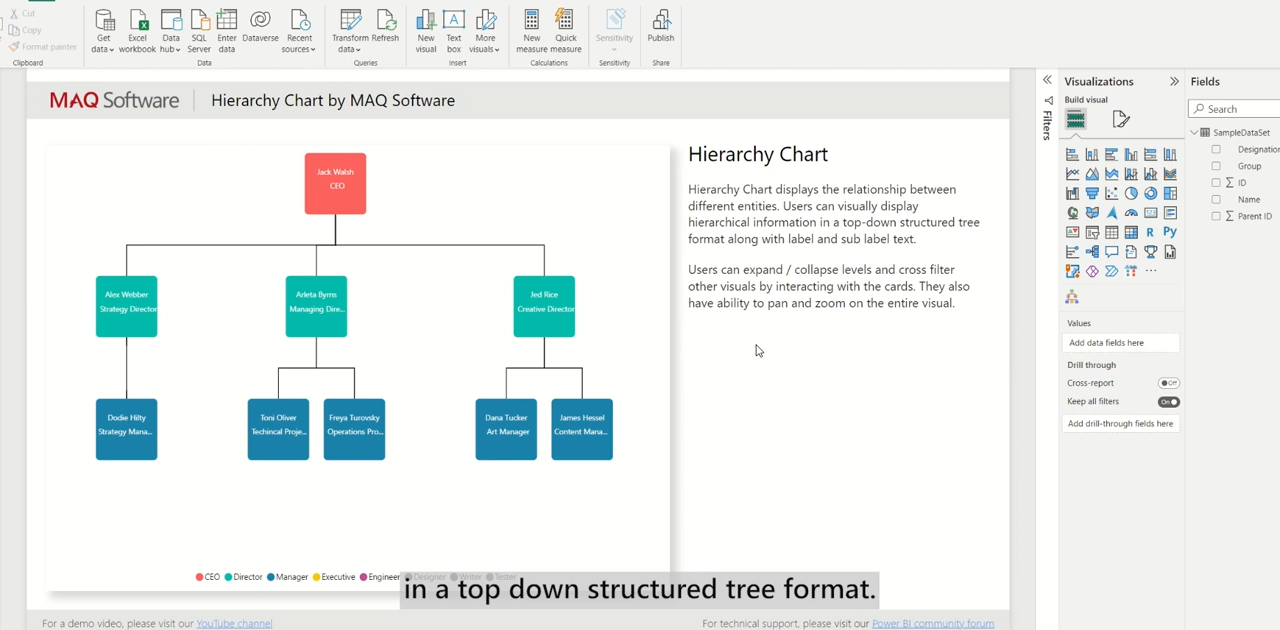 Cut
Copy
Format painter
Clipboard
Get data
Excel workbook
Data hub
SQL Server
Enter data
Dataverse
Recent sources
Data
Transform data
Refresh
Queries
New visual
Text box
More visuals
Insert
New measure
Quick measure
Calculations
Sensitivity
Sensitivity
Publish
Share
MAQ Software
Hierarchy Chart by MAQ Software
Jack Walsh
CEO
Alex Webber
Strategy Director
Arleta Byrns
Managing Dire...
Jed Rice
Creative Director
Dodie Hilty
Strategy Mana...
Toni Oliver
Techincal Proje...
Freya Turovsky
Operations Pro...
Dana Tucker
Art Manager
James Hessel
Content Mana...
CEO Director Manager Executive Engineer Designer Writer Tester
Hierarchy Chart
Hierarchy Chart displays the relationship between
different entities. Users can visually display
hierarchical information in a top-down structured tree
format along with label and sub label text.
Users can expand / collapse levels and cross filter
other visuals by interacting with the cards. They also
have ability to pan and zoom on the entire visual.
in a top down structured tree format.
For a demo video, please visit our YouTube channel
For technical support, please visit our Power BI community forum
Filters
Visualizations
Build visual
R
Py
Values
Add data fields here
Drill through
Cross-report
Off
Keep all filters
On
Add drill-through fields here
Fields
Search
SampleDataSet
Designation
Group
ID
Name
Parent ID